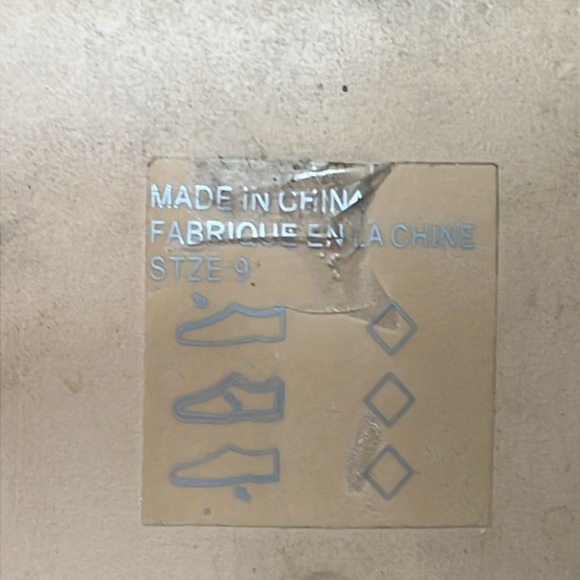 MADE IN CHINA
FABRIQUE EN LA CHINE
STZE 9